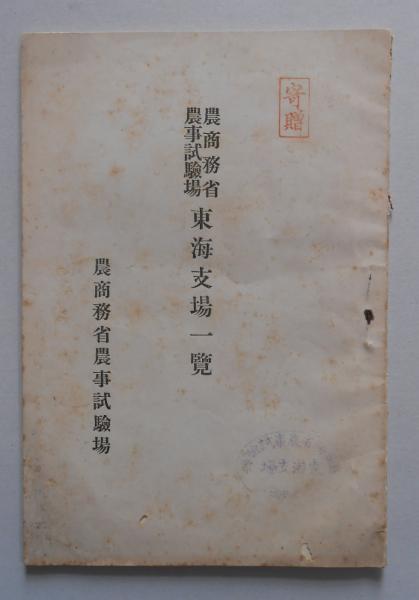 寄贈
農商務省
農事試驗場
東海支場一覽
農商務省農事試驗場